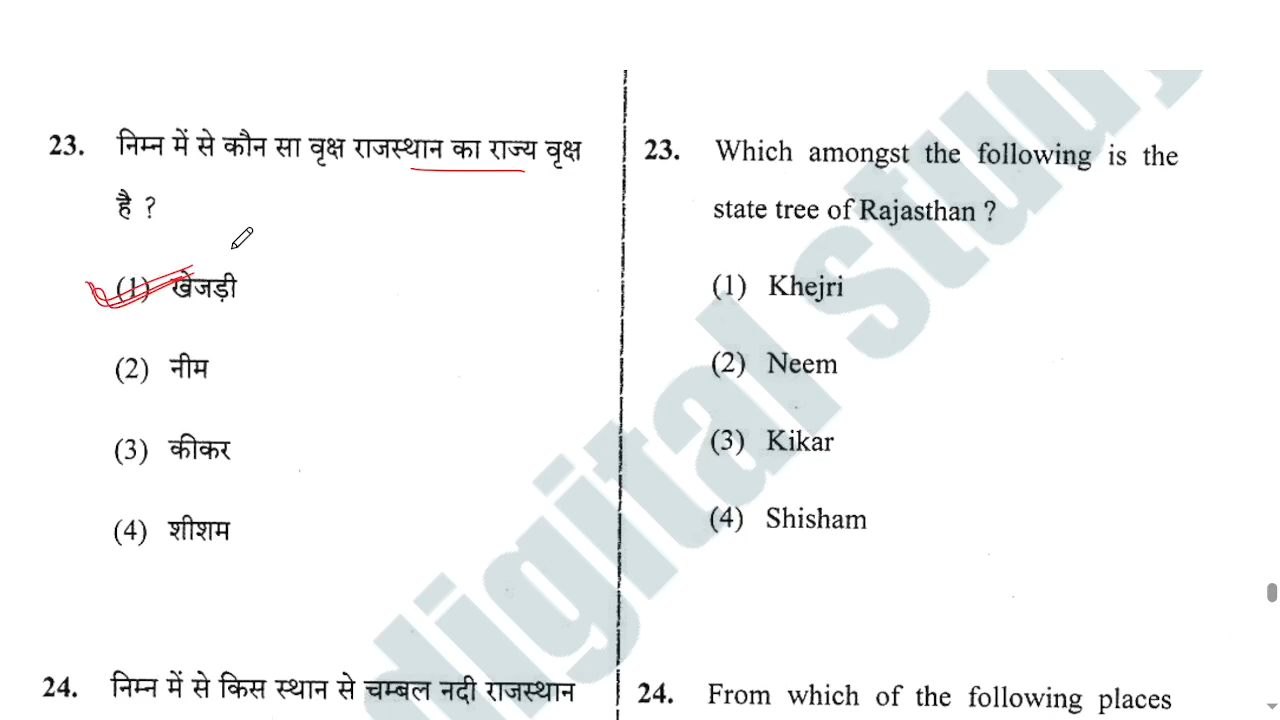 23. निम्न में से कौन सा वृक्ष राजस्थान का राज्य वृक्ष
है ?
(1) खेजड़ी
(2) नीम
(3) कीकर
(4) शीशम
24. निम्न में से किस स्थान से चम्बल नदी राजस्थान
23. Which amongst the following is the
state tree of Rajasthan ?
(1) Khejri
(2) Neem
(3) Kikar
(4) Shisham
24. From which of the following places
digital study